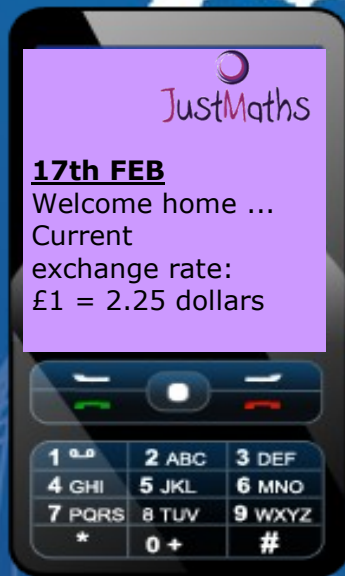 JustMaths
17th FEB
Welcome home ...
Current
exchange rate:
£1 = 2.25 dollars
1
2 ABC
3 DEF
4 GHI
5 JKL
6 MNO
7 PQRS
8 TUV
9 WXYZ
*
0 +
#